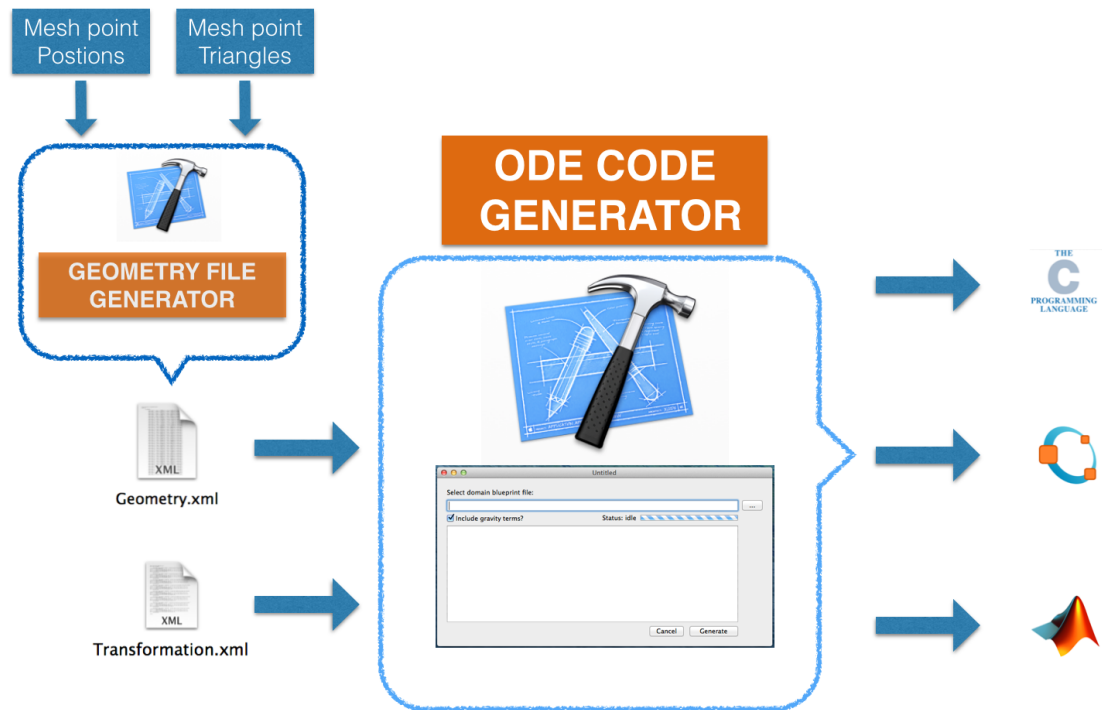 Mesh point
Postions
Mesh point
Triangles
GEOMETRY FILE
GENERATOR
XML
Geometry.xml
XML
Transformation.xml
ODE CODE
GENERATOR
Untitled
Select domain blueprint file:
...
Include gravity terms?
Status: idle
Cancel
Generate
THE
C
PROGRAMMING
LANGUAGE